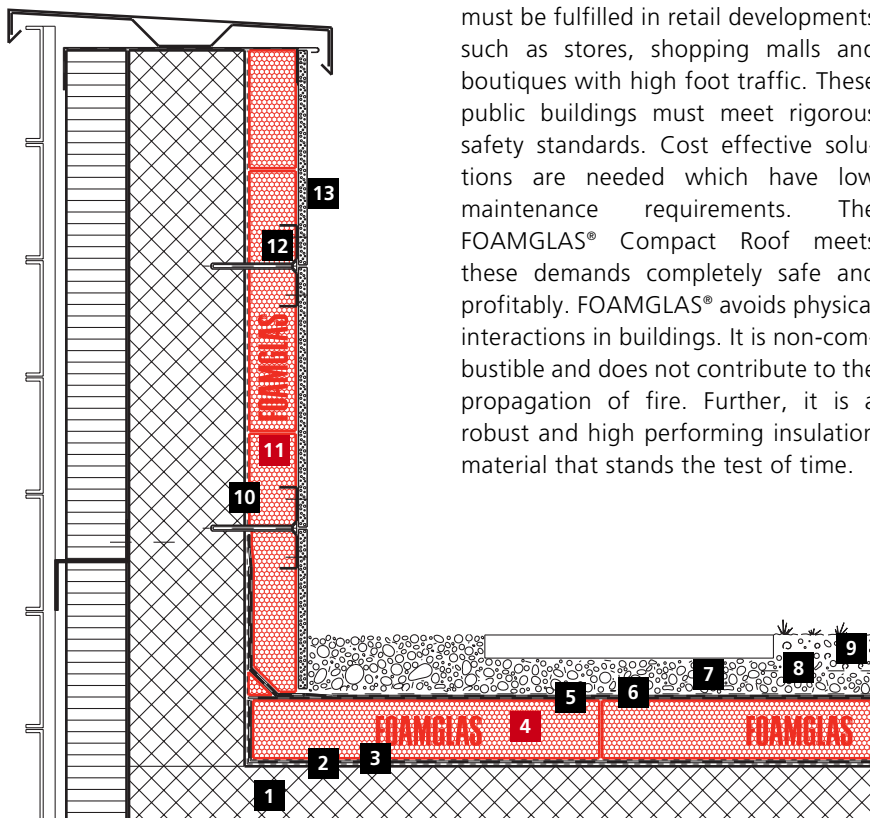 must be fulfilled in retail developments
such as stores, shopping malls and
boutiques with high foot traffic. These
public buildings must meet rigorous
safety standards. Cost effective solu-
tions are needed which have low
maintenance requirements. The
FOAMGLAS® Compact Roof meets
these demands completely safe and
profitably. FOAMGLAS® avoids physical
interactions in buildings. It is non-com-
bustible and does not contribute to the
propagation of fire. Further, it is a
robust and high performing insulation
material that stands the test of time.
13
12
FOAMGLAS
11
10
9
8
7
6
5
FOAMGLAS
4
FOAMGLAS
3
2
1